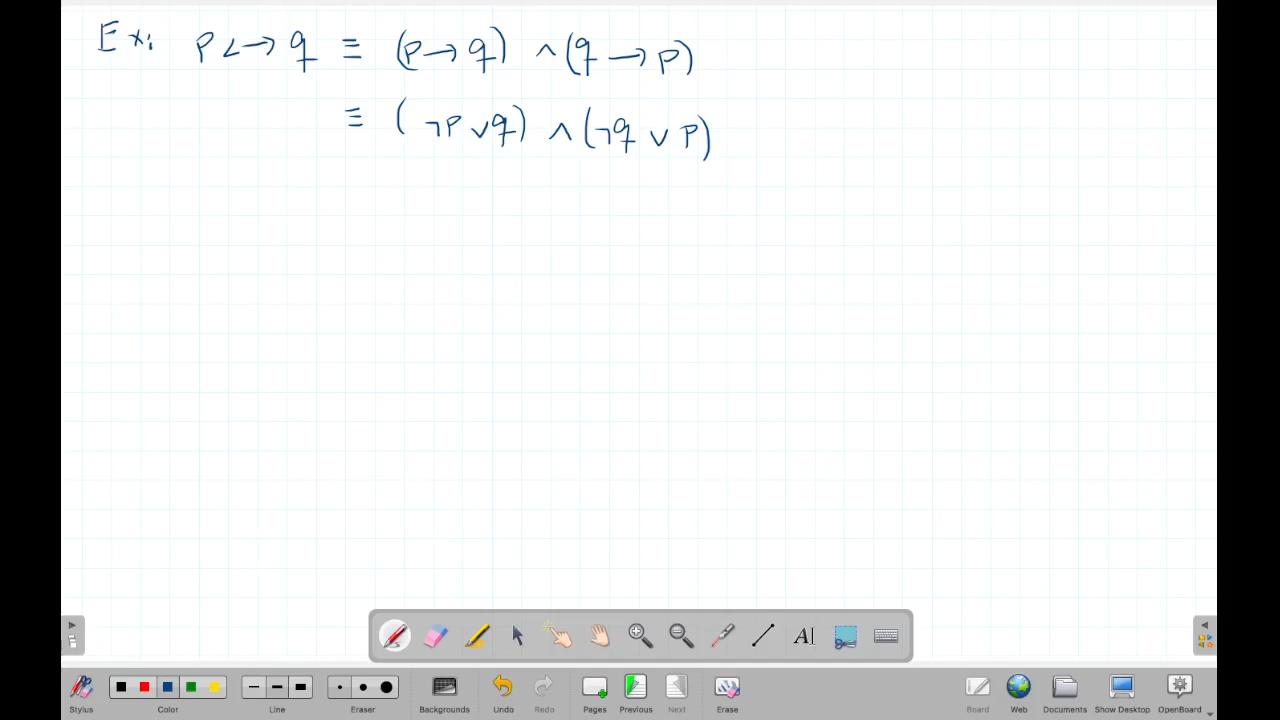 Ex: p <-> q ≡ (p → q) ∧ (q → p)
≡ (¬p ∨ q) ∧ (¬q ∨ p)
Stylus Color Line Eraser Backgrounds Undo Redo Pages Previous Next Erase Board Web Documents Show Desktop OpenBoard